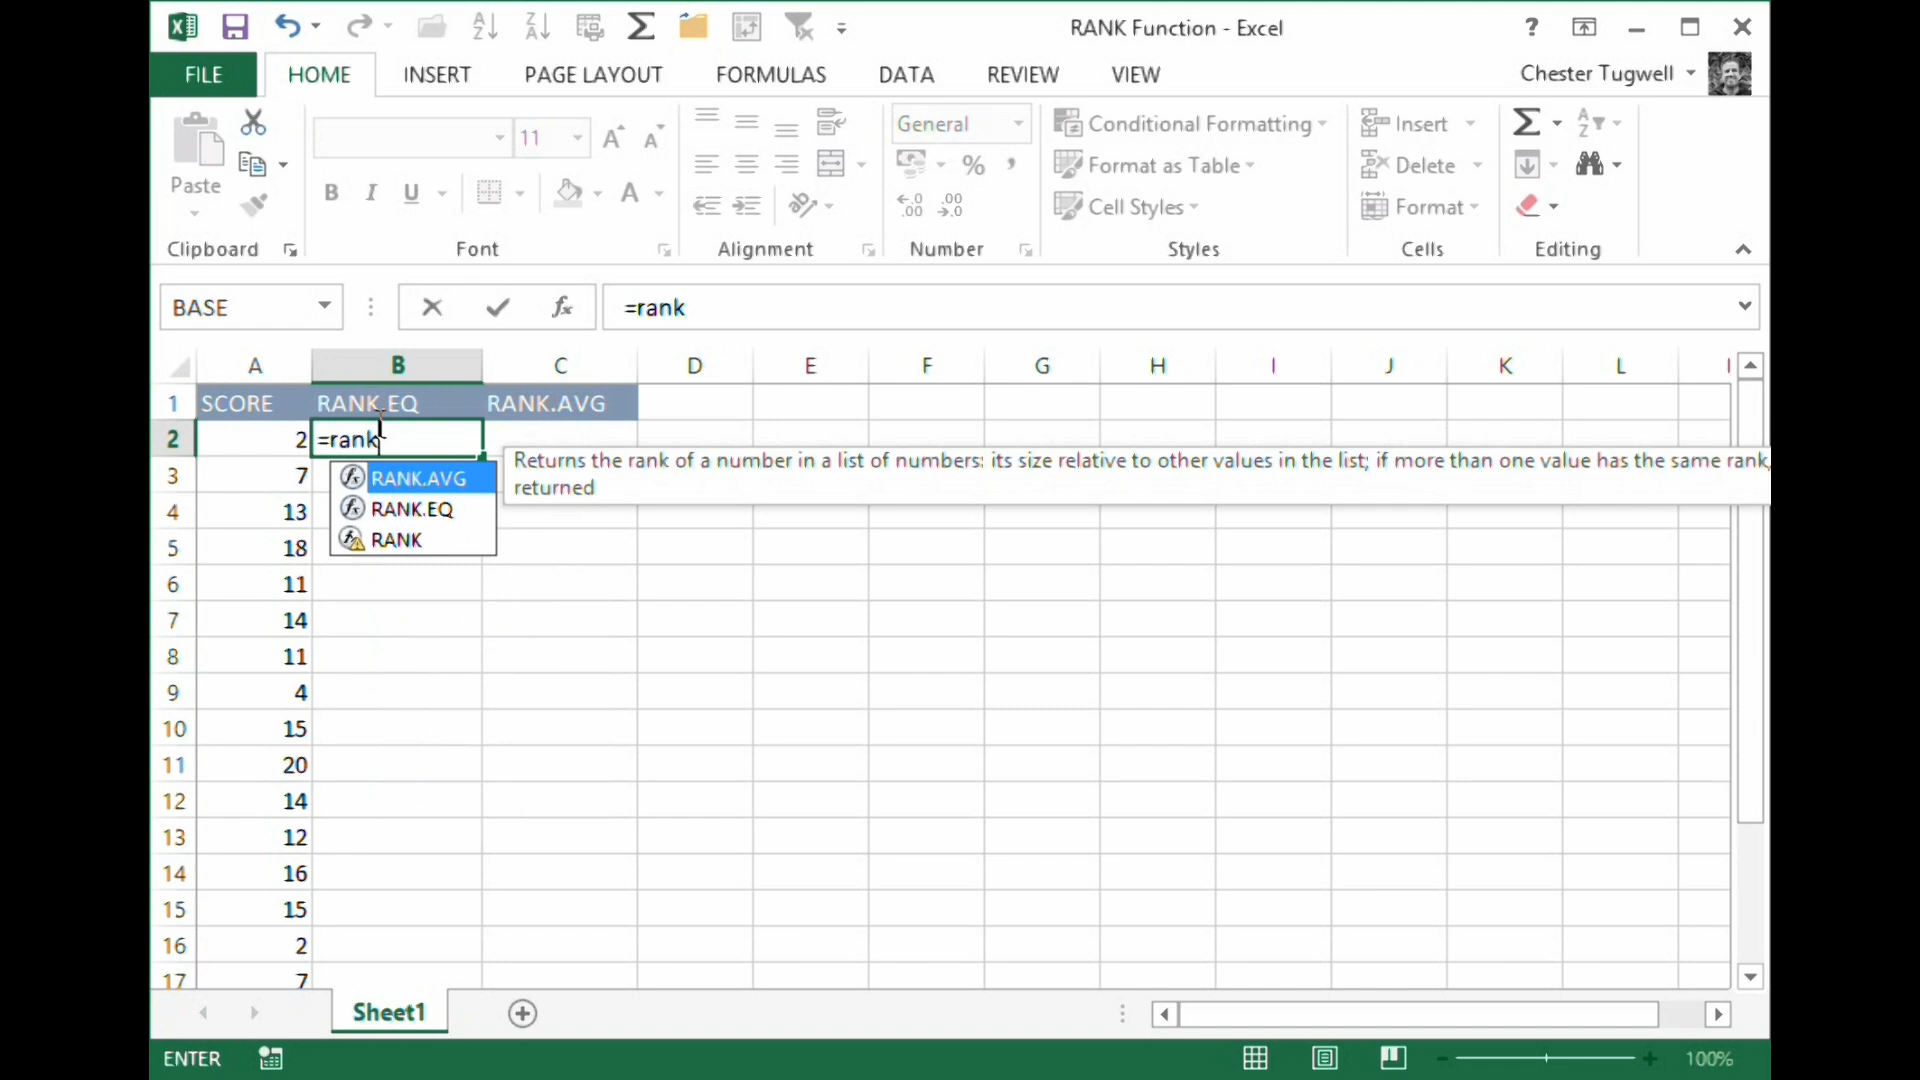 RANK Function - Excel
?
FILE HOME INSERT PAGE LAYOUT FORMULAS DATA REVIEW VIEW Chester Tugwell
Paste
11
B I U A
General
%
Conditional Formatting
Format as Table
Cell Styles
Insert
Delete
Format
Clipboard Font Alignment Number Styles Cells Editing
BASE fx =rank
A B C D E F G H I J K L
1 SCORE RANK.EQ RANK.AVG
2 2 =rank
Returns the rank of a number in a list of numbers: its size relative to other values in the list; if more than one value has the same rank,
returned
3 7 RANK.AVG
RANK.EQ
4 13
RANK
5 18
6 11
7 14
8 11
9 4
10 15
11 20
12 14
13 12
14 16
15 15
16 2
17 7
Sheet1
ENTER 100%